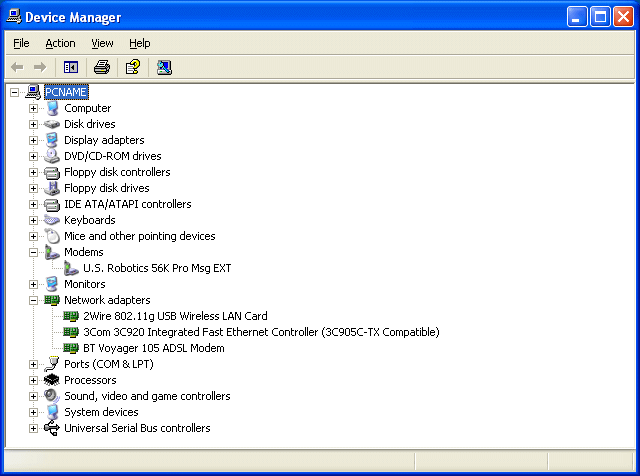 Device Manager
File Action View Help
PCNAME
Computer
Disk drives
Display adapters
DVD/CD-ROM drives
Floppy disk controllers
Floppy disk drives
IDE ATA/ATAPI controllers
Keyboards
Mice and other pointing devices
Modems
U.S. Robotics 56K Pro Msg EXT
Monitors
Network adapters
2Wire 802.11g USB Wireless LAN Card
3Com 3C920 Integrated Fast Ethernet Controller (3C905C-TX Compatible)
BT Voyager 105 ADSL Modem
Ports (COM & LPT)
Processors
Sound, video and game controllers
System devices
Universal Serial Bus controllers